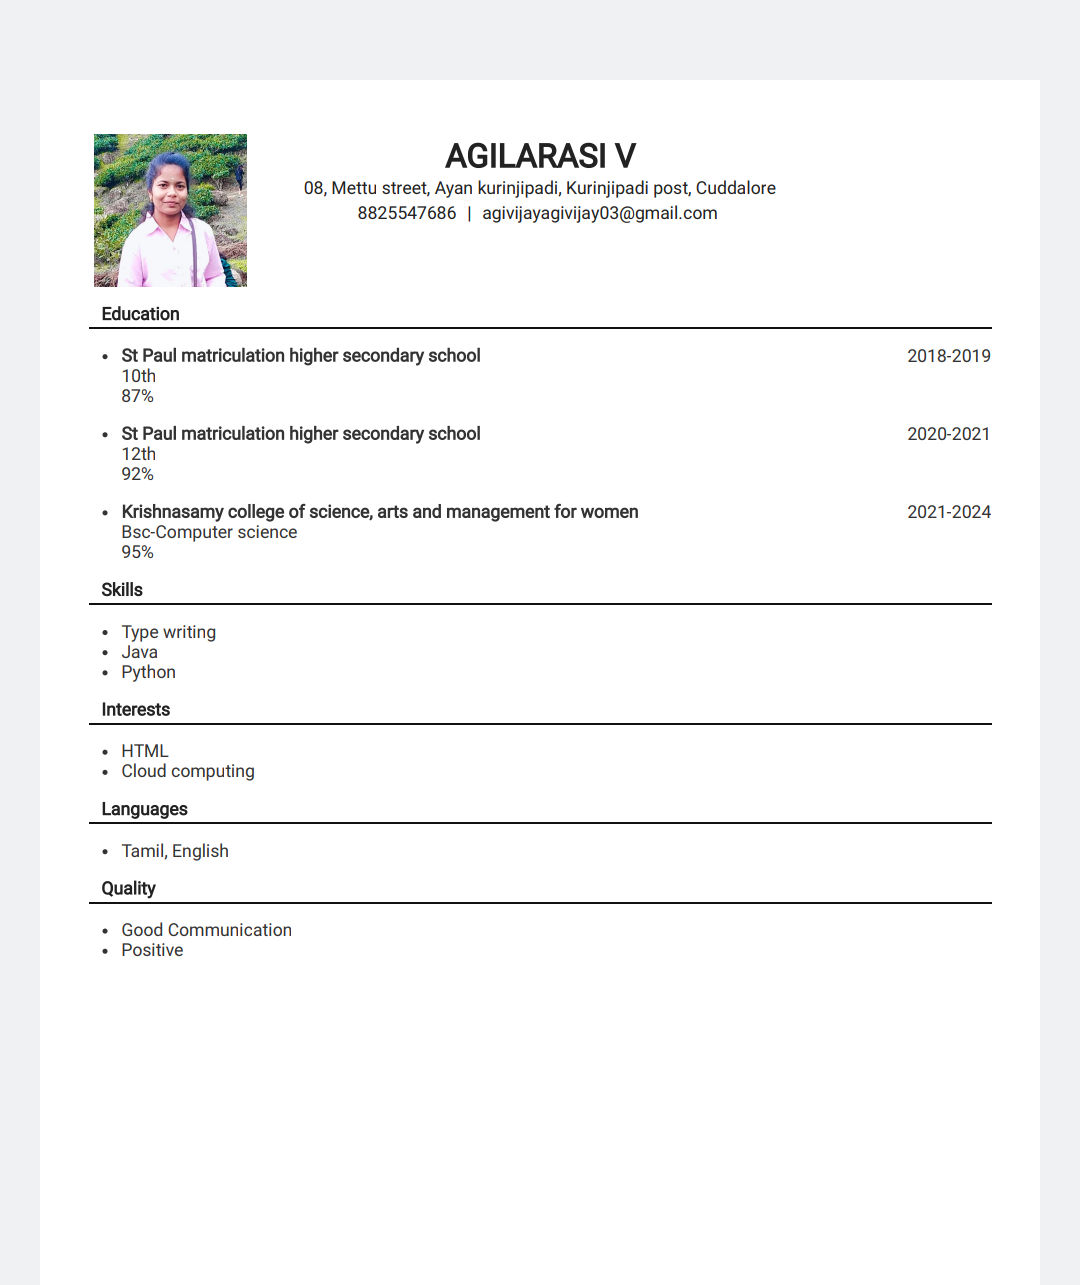 AGILARASI V
08, Mettu street, Ayan kurinjipadi, Kurinjipadi post, Cuddalore
8825547686 | agivijayagivijay03@gmail.com
Education
• St Paul matriculation higher secondary school 2018-2019
10th
87%
• St Paul matriculation higher secondary school 2020-2021
12th
92%
• Krishnasamy college of science, arts and management for women 2021-2024
Bsc-Computer science
95%
Skills
• Type writing
• Java
• Python
Interests
• HTML
• Cloud computing
Languages
• Tamil, English
Quality
• Good Communication
• Positive